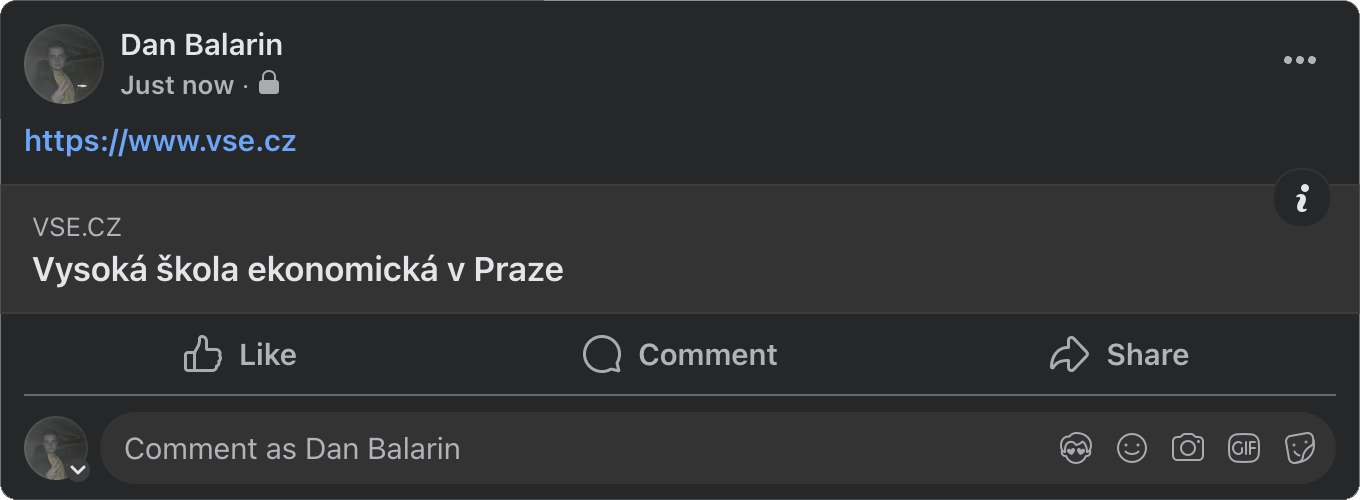 Dan Balarin
Just now ·
https://www.vse.cz
VSE.CZ
Vysoká škola ekonomická v Praze
Like
Comment
Share
Comment as Dan Balarin
GIF